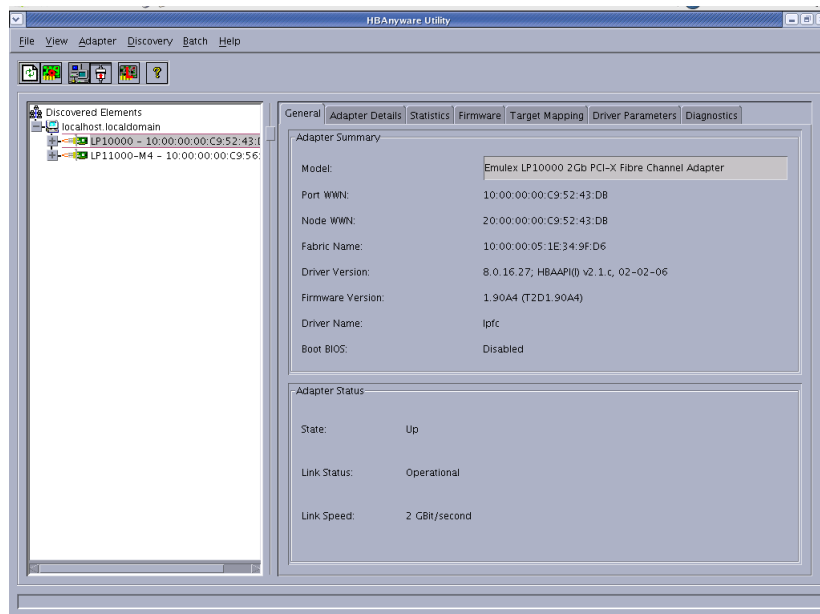 HBAnyware Utility
File View Adapter Discovery Batch Help
Discovered Elements
localhost.localdomain
LP10000 - 10:00:00:00:C9:52:43:
LP11000-M4 - 10:00:00:00:C9:56:
General Adapter Details Statistics Firmware Target Mapping Driver Parameters Diagnostics
Adapter Summary
Model: Emulex LP10000 2Gb PCI-X Fibre Channel Adapter
Port WWN: 10:00:00:00:C9:52:43:DB
Node WWN: 20:00:00:00:C9:52:43:DB
Fabric Name: 10:00:00:05:1E:34:9F:D6
Driver Version: 8.0.16.27; HBAAPI(I) v2.1.c, 02-02-06
Firmware Version: 1.90A4 (T2D1.90A4)
Driver Name: lpfc
Boot BIOS: Disabled
Adapter Status
State: Up
Link Status: Operational
Link Speed: 2 GBit/second